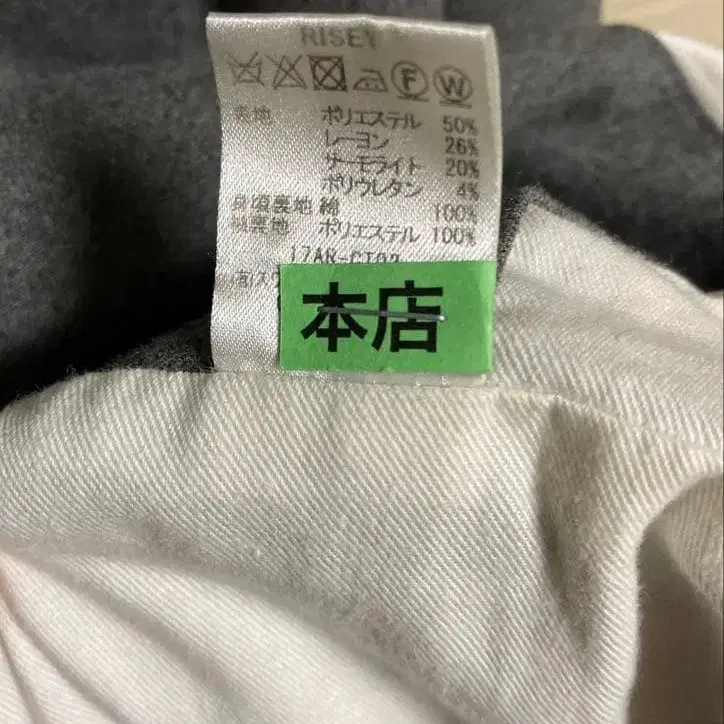 RISEY
F W
表地 ポリエステル 50%
レーヨン 26%
サーモライト 20%
ポリウレタン 4%
身頃裏地 綿 100%
袖裏地 ポリエステル 100%
本店